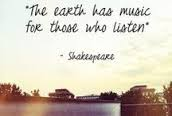 "The earth has music
for those who listen"
- Shakespeare